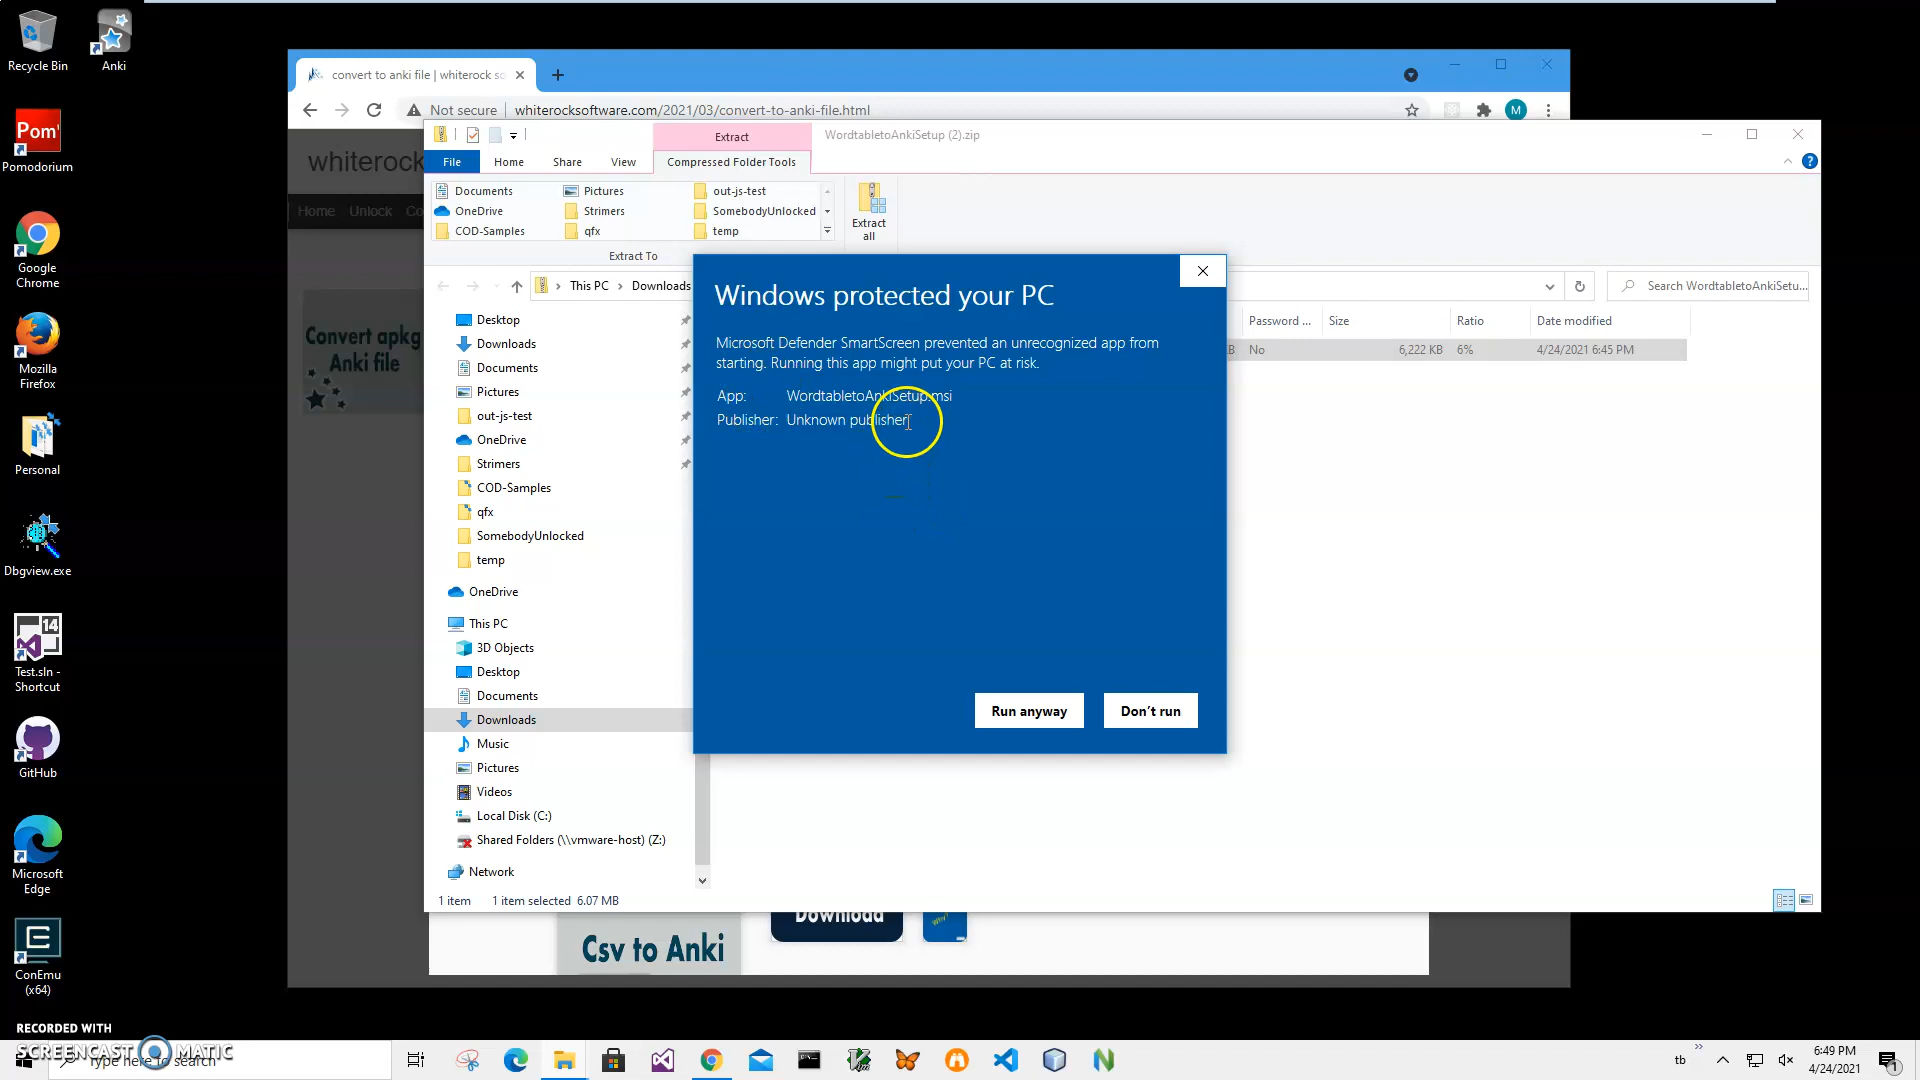 Recycle Bin
Anki
Pomodorium
Google
Chrome
Mozilla
Firefox
Personal
Dbgview.exe
14
Test.sln -
Shortcut
GitHub
Microsoft
Edge
ConEmu
(x64)
convert to anki file | whiterock so
Not secure
whiterocksoftware.com/2021/03/convert-to-anki-file.html
M
whiterock
Home Unlock Co
Convert apkg
Anki file
Extract
WordtabletoAnkiSetup (2).zip
File Home Share View Compressed Folder Tools
Documents Pictures out-js-test
OneDrive Strimers SomebodyUnlocked
COD-Samples qfx temp
Extract
all
Extract To
This PC > Downloads
Search WordtabletoAnkiSetu...
Password ... Size Ratio Date modified
No 6,222 KB 6% 4/24/2021 6:45 PM
Desktop
Downloads
Documents
Pictures
out-js-test
OneDrive
Strimers
COD-Samples
qfx
SomebodyUnlocked
temp
OneDrive
This PC
3D Objects
Desktop
Documents
Downloads
Music
Pictures
Videos
Local Disk (C:)
Shared Folders (\\vmware-host) (Z:)
Network
1 item 1 item selected 6.07 MB
Windows protected your PC
Microsoft Defender SmartScreen prevented an unrecognized app from
starting. Running this app might put your PC at risk.
App: WordtabletoAnkiSetup.msi
Publisher: Unknown publisher
Run anyway
Don't run
Download
Csv to Anki
RECORDED WITH
SCREENCAST MATIC
Type here to search
tb
6:49 PM
4/24/2021
1